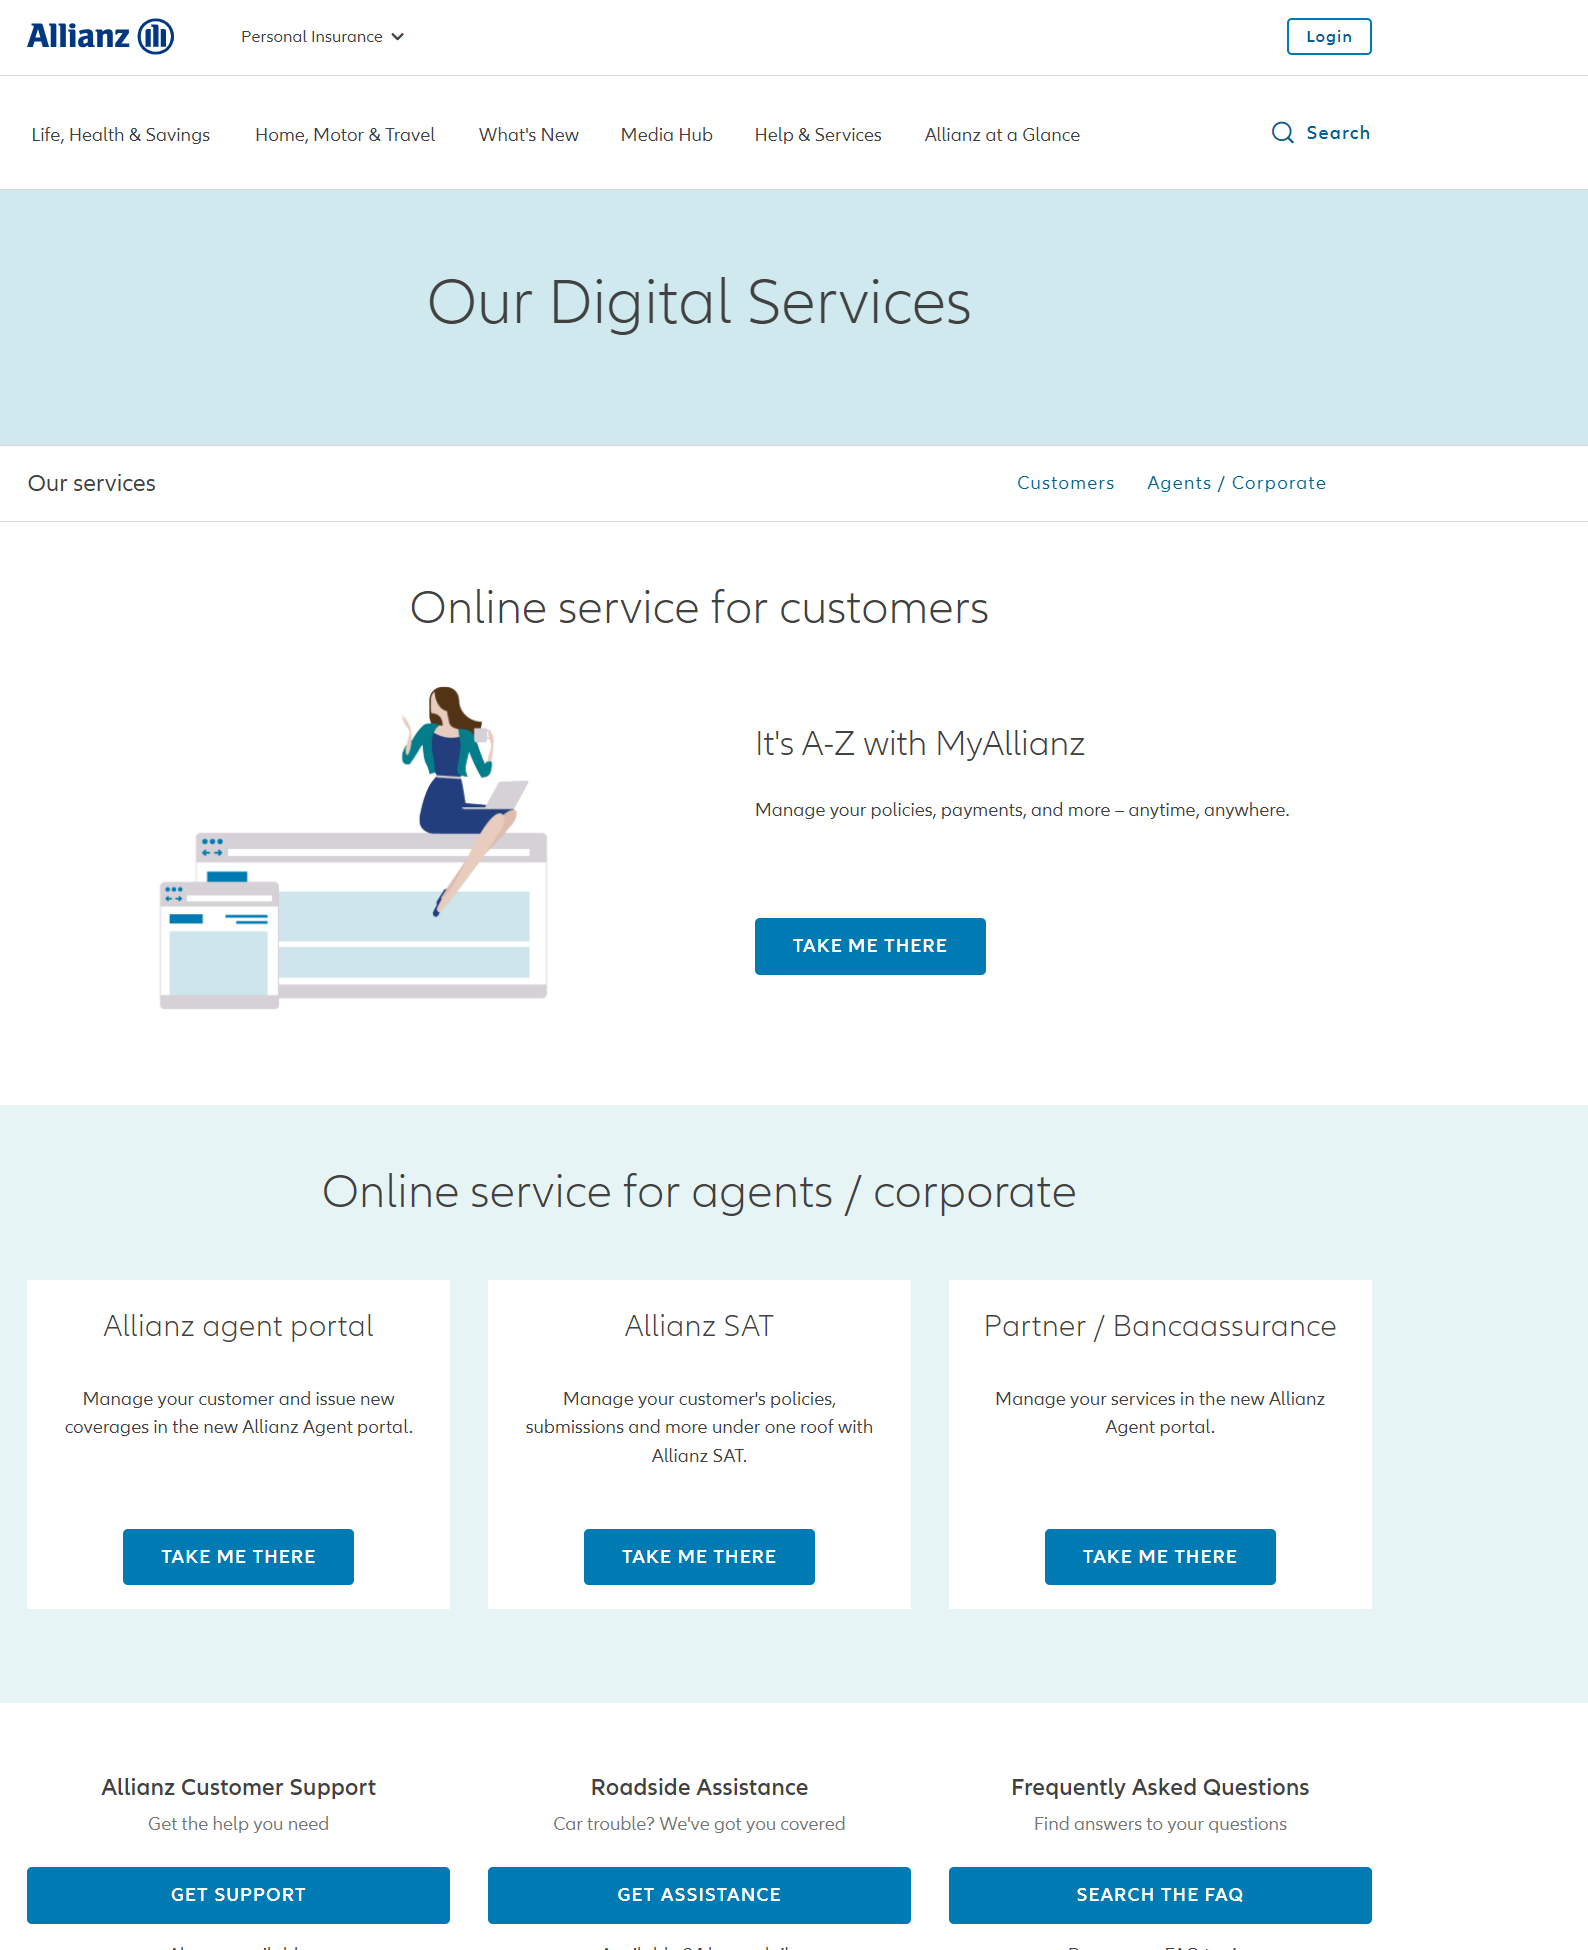 Allianz
Personal Insurance
Login
Life, Health & Savings
Home, Motor & Travel
What's New
Media Hub
Help & Services
Allianz at a Glance
Search
Our Digital Services
Our services
Customers
Agents / Corporate
Online service for customers
It's A-Z with MyAllianz
Manage your policies, payments, and more – anytime, anywhere.
TAKE ME THERE
Online service for agents / corporate
Allianz agent portal
Manage your customer and issue new
coverages in the new Allianz Agent portal.
TAKE ME THERE
Allianz SAT
Manage your customer's policies,
submissions and more under one roof with
Allianz SAT.
TAKE ME THERE
Partner / Bancaassurance
Manage your services in the new Allianz
Agent portal.
TAKE ME THERE
Allianz Customer Support
Get the help you need
GET SUPPORT
Roadside Assistance
Car trouble? We've got you covered
GET ASSISTANCE
Frequently Asked Questions
Find answers to your questions
SEARCH THE FAQ